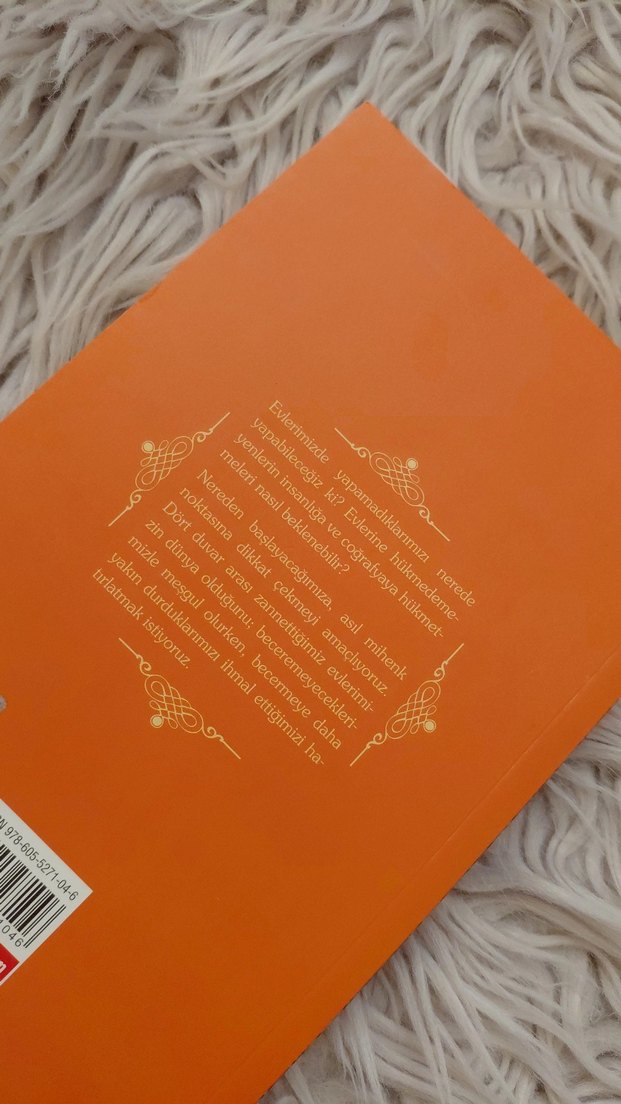 Evlerimizde yapamadıklarımızı nerede
yapabileceğiz ki? Evlerine hükmedeme-
yenlerin insanlığa ve coğrafyaya hükmet-
meleri nasıl beklenebilir?
Nereden başlayacağımıza, asıl mihenk
noktasına dikkat çekmeyi amaçlıyoruz.
Dört duvar arası zannettiğimiz evlerimi-
zin dünya olduğunu; beceremeyecekleri-
mizle meşgul olurken, becermeye daha
yakın durduklarımızı ihmal ettiğimizi ha-
tırlatmak istiyoruz.
978-605-5271-04-6
1046